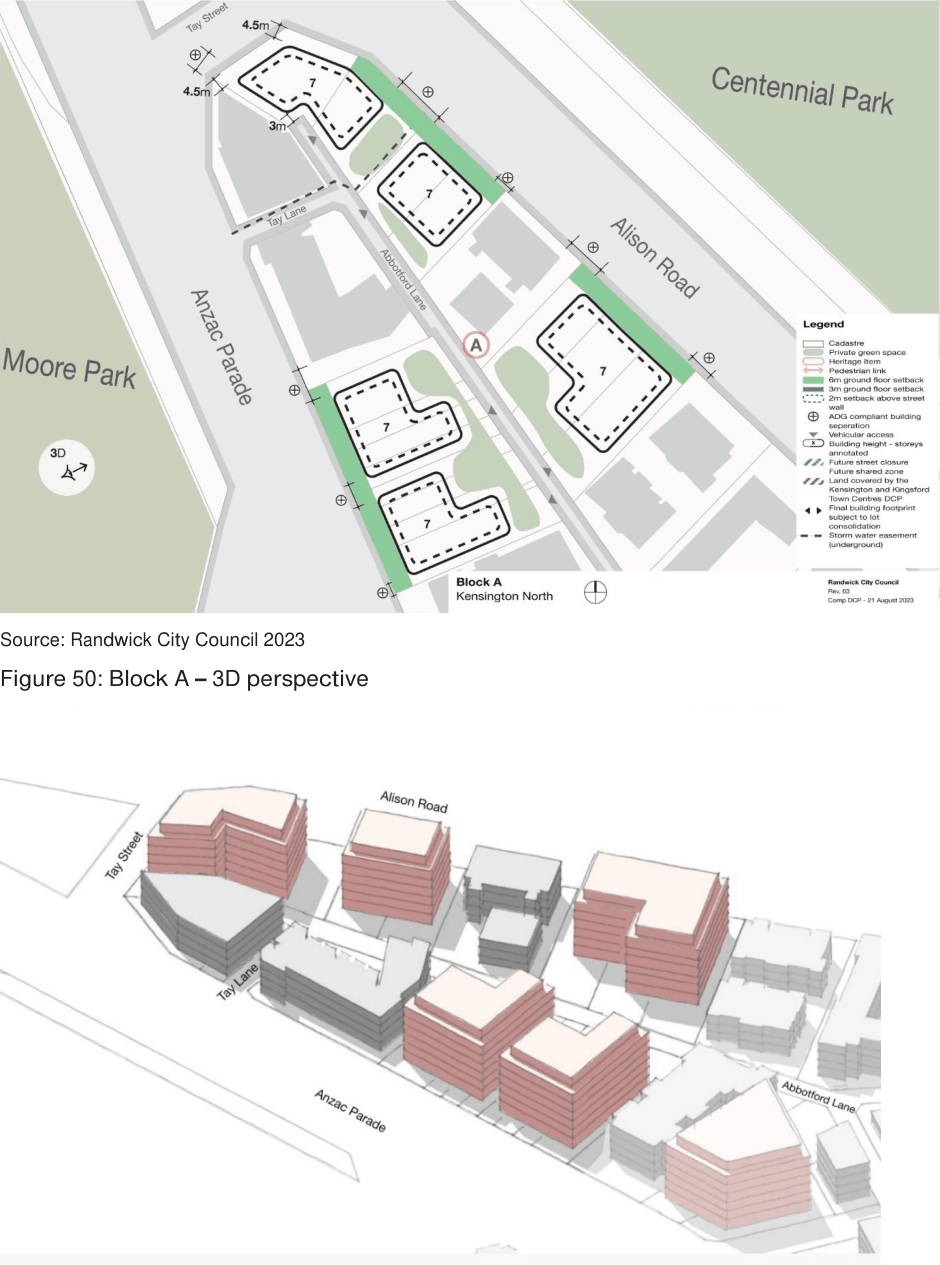 Tay Street
4.5m
4.5m
7
3m
7
Tay Lane
Abbotford Lane
Centennial Park
Alison Road
Anzac Parade
Moore Park
A
7
7
7
3D
Legend
Cadastre
Private green space
Heritage item
Pedestrian link
6m ground floor setback
3m ground floor setback
2m setback above street
wall
ADG compliant building
seperation
Vehicular access
x
Building height - storeys
annotated
Future street closure
Future shared zone
Land covered by the
Kensington and Kingsford
Town Centres DCP
Final building footprint
subject to lot
consolidation
Storm water easement
(underground)
Block A
Kensington North
Randwick City Council
Rev. 03
Comp DCP - 21 August 2023
Source: Randwick City Council 2023
Figure 50: Block A – 3D perspective
Alison Road
Tay Street
Tay Lane
Anzac Parade
Abbotford Lane